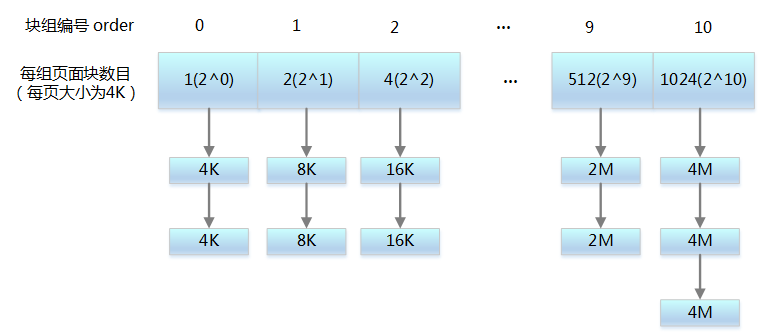 块组编号 order 0 1 2 ... 9 10
每组页面块数目
（每页大小为4K） 1(2^0) 2(2^1) 4(2^2) ... 512(2^9) 1024(2^10)
4K 8K 16K 2M 4M
4K 8K 16K 2M 4M
4M